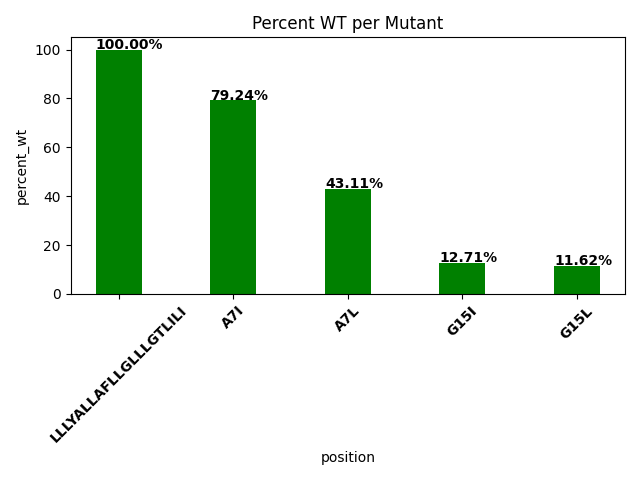 Percent WT per Mutant
percent_wt
100
80
60
40
20
0
100.00%
79.24%
43.11%
12.71%
11.62%
LLLYALLAFLLGLLLGTLILI
A7I
A7L
G15I
G15L
position